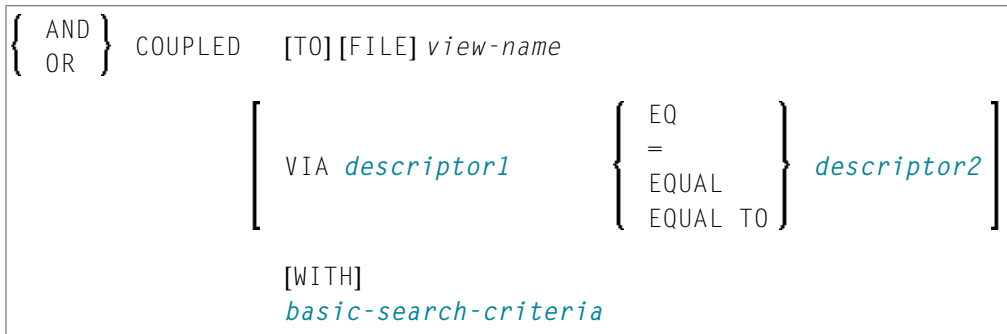 AND
OR
COUPLED [TO] [FILE] view-name
EQ
=
VIA descriptor1 descriptor2
EQUAL
EQUAL TO
[WITH]
basic-search-criteria